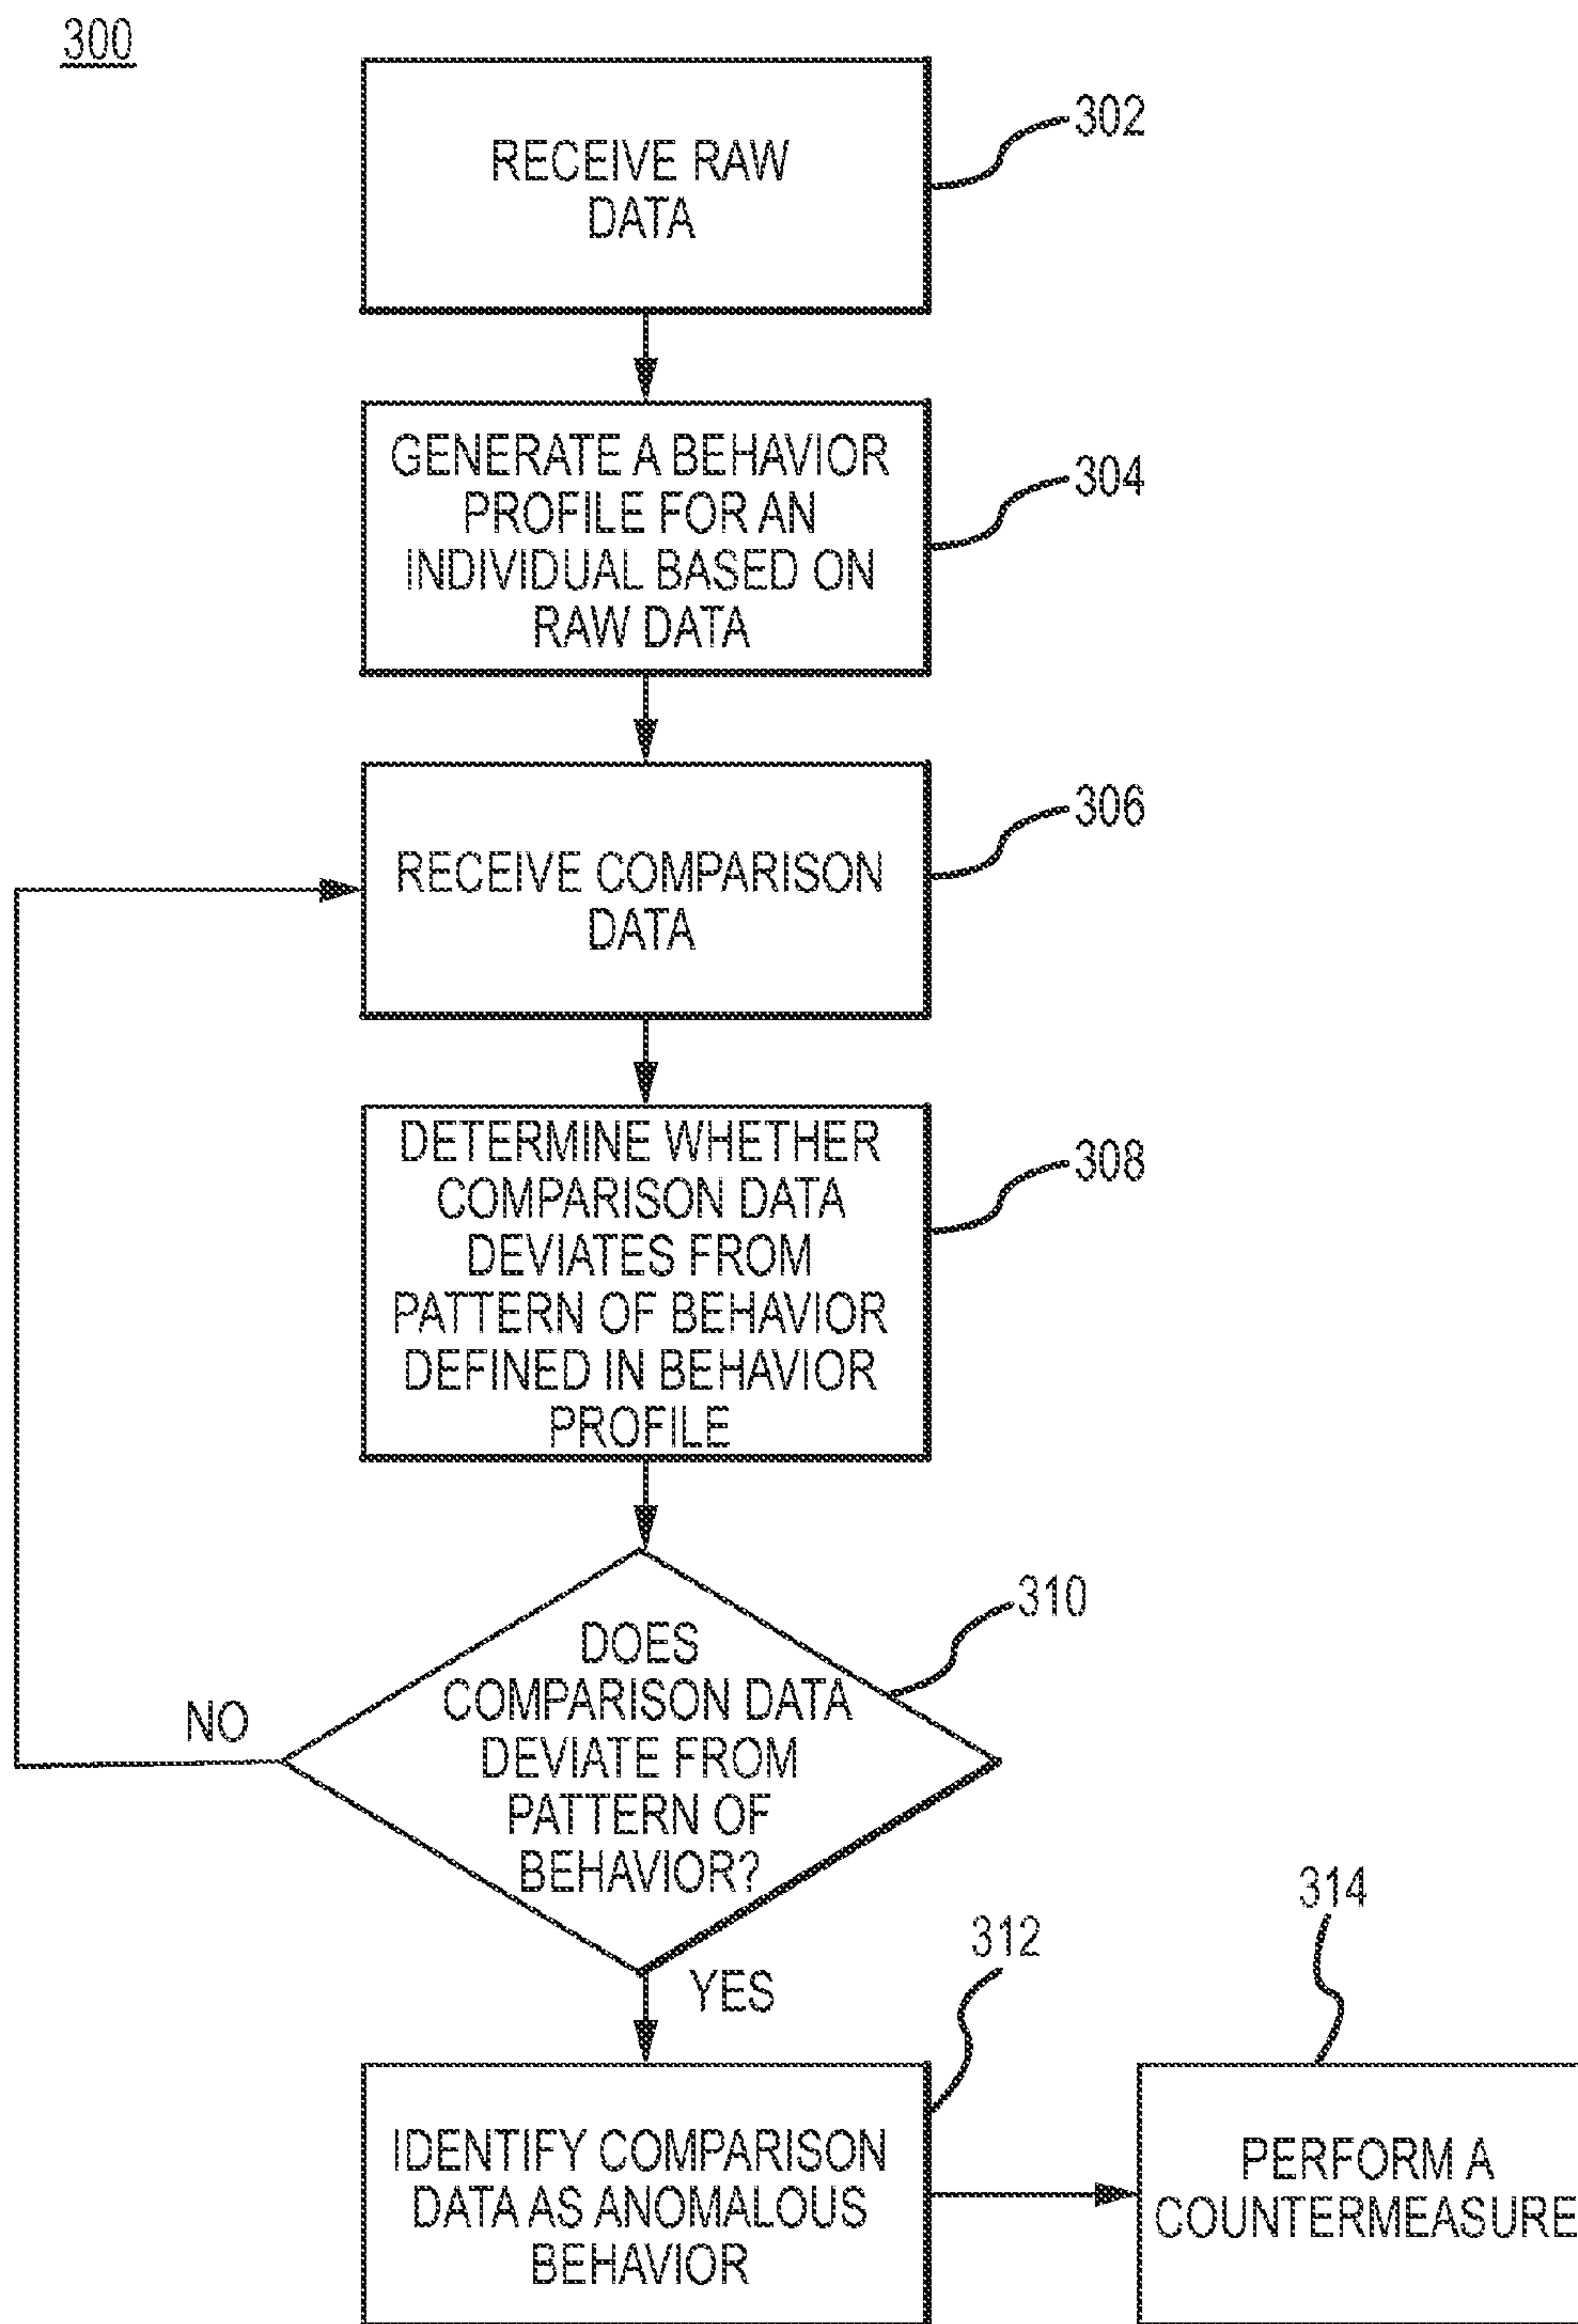 300
RECEIVE RAW
DATA
302
GENERATE A BEHAVIOR
PROFILE FOR AN
INDIVIDUAL BASED ON
RAW DATA
304
RECEIVE COMPARISON
DATA
306
DETERMINE WHETHER
COMPARISON DATA
DEVIATES FROM
PATTERN OF BEHAVIOR
DEFINED IN BEHAVIOR
PROFILE
308
DOES
COMPARISON DATA
DEVIATE FROM
PATTERN OF
BEHAVIOR?
310
NO
YES
312
IDENTIFY COMPARISON
DATA AS ANOMALOUS
BEHAVIOR
314
PERFORM A
COUNTERMEASURE